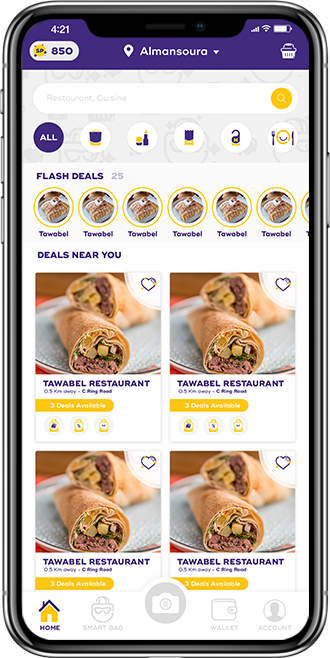 4:21
SP 850
Almansoura
Restaurant, Cuisine
ALL
FLASH DEALS 25
Tawabel Tawabel Tawabel Tawabel Tawabel Tawabel
DEALS NEAR YOU
TAWABEL RESTAURANT
0.5 Km away - C Ring Road
3 Deals Available
TAWABEL RESTAURANT
0.5 Km away - C Ring Road
3 Deals Available
TAWABEL RESTAURANT
0.5 Km away - C Ring Road
3 Deals Available
TAWABEL RESTAURANT
0.5 Km away - C Ring Road
3 Deals Available
HOME
SMART BAG
WALLET
ACCOUNT